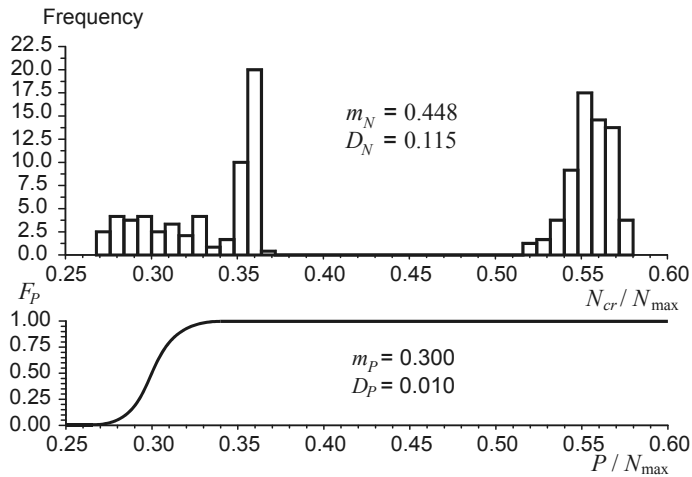 Frequency
22.5
20.0
17.5
15.0
12.5
10.0
7.5
5.0
2.5
0.0
m_N = 0.448
D_N = 0.115
0.25 0.30 0.35 0.40 0.45 0.50 0.55 0.60
N_cr / N_max
F_P
1.00
0.75
0.50
0.25
0.00
m_P = 0.300
D_P = 0.010
0.25 0.30 0.35 0.40 0.45 0.50 0.55 0.60
P / N_max